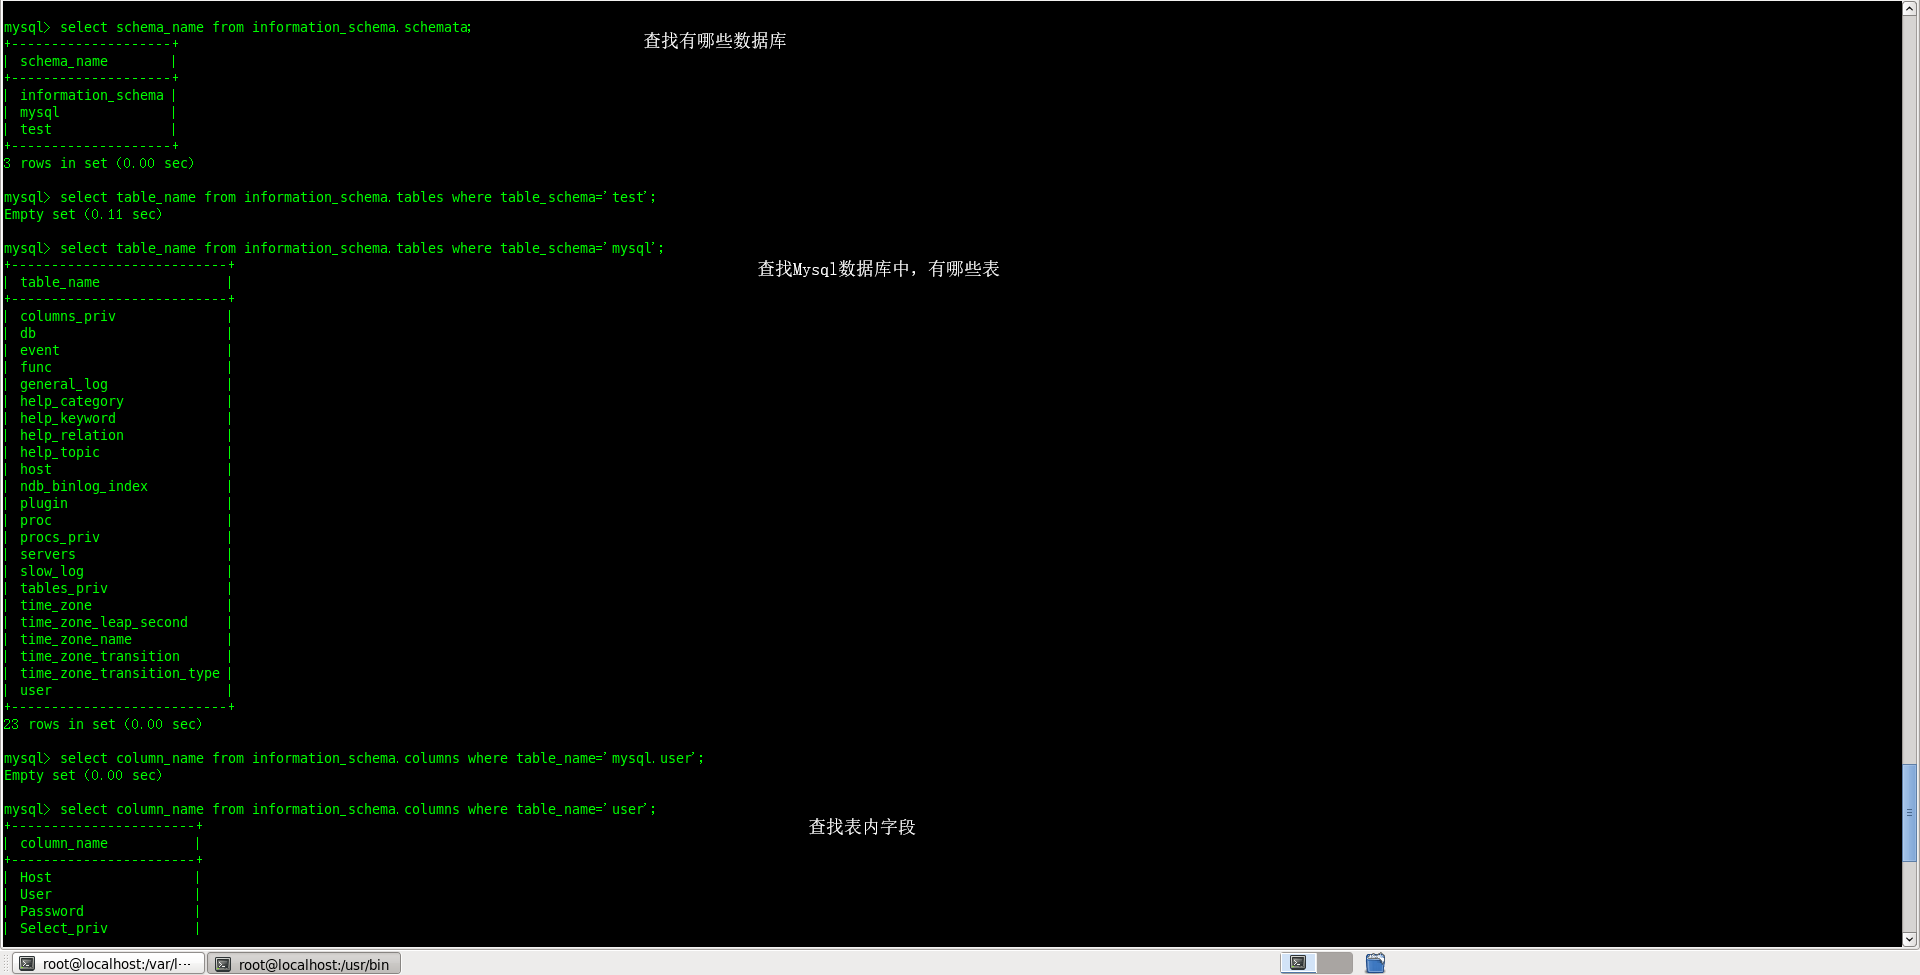 mysql> select schema_name from information_schema.schemata;
查找有哪些数据库
+--------------------+
| schema_name        |
+--------------------+
| information_schema |
| mysql              |
| test               |
+--------------------+
3 rows in set (0.00 sec)
mysql> select table_name from information_schema.tables where table_schema='test';
Empty set (0.11 sec)
mysql> select table_name from information_schema.tables where table_schema='mysql';
查找Mysql数据库中，有哪些表
+---------------------------+
| table_name                |
+---------------------------+
| columns_priv              |
| db                        |
| event                     |
| func                      |
| general_log               |
| help_category             |
| help_keyword              |
| help_relation             |
| help_topic                |
| host                      |
| ndb_binlog_index          |
| plugin                    |
| proc                      |
| procs_priv                |
| servers                   |
| slow_log                  |
| tables_priv               |
| time_zone                 |
| time_zone_leap_second     |
| time_zone_name            |
| time_zone_transition      |
| time_zone_transition_type |
| user                      |
+---------------------------+
23 rows in set (0.00 sec)
mysql> select column_name from information_schema.columns where table_name='mysql.user';
Empty set (0.00 sec)
mysql> select column_name from information_schema.columns where table_name='user';
查找表内字段
+-----------------------+
| column_name           |
+-----------------------+
| Host                  |
| User                  |
| Password              |
| Select_priv           |
root@localhost:/var/l···
root@localhost:/usr/bin